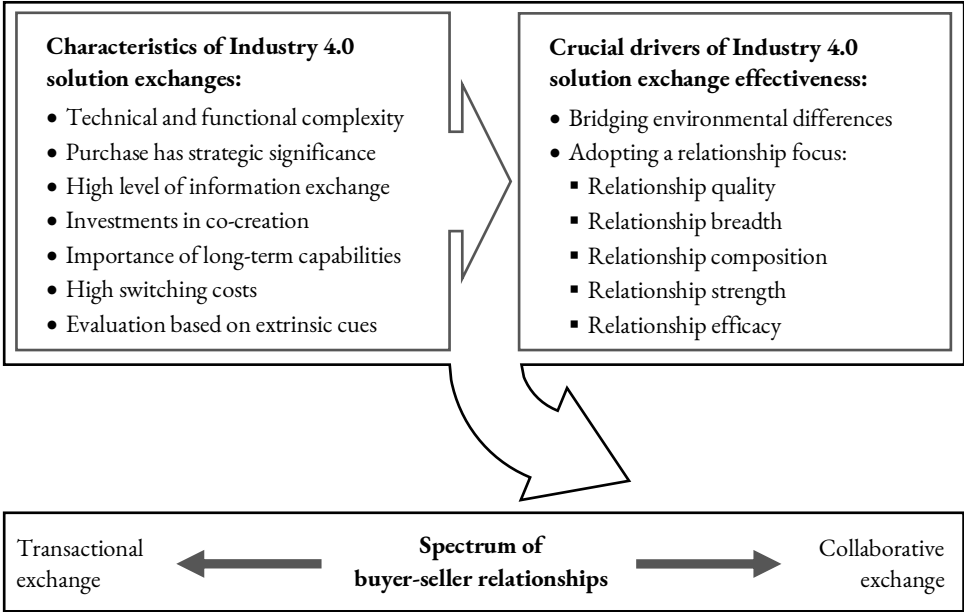 Characteristics of Industry 4.0
solution exchanges:
• Technical and functional complexity
• Purchase has strategic significance
• High level of information exchange
• Investments in co-creation
• Importance of long-term capabilities
• High switching costs
• Evaluation based on extrinsic cues
Crucial drivers of Industry 4.0
solution exchange effectiveness:
• Bridging environmental differences
• Adopting a relationship focus:
▪ Relationship quality
▪ Relationship breadth
▪ Relationship composition
▪ Relationship strength
▪ Relationship efficacy
Transactional
exchange
Spectrum of
buyer-seller relationships
Collaborative
exchange